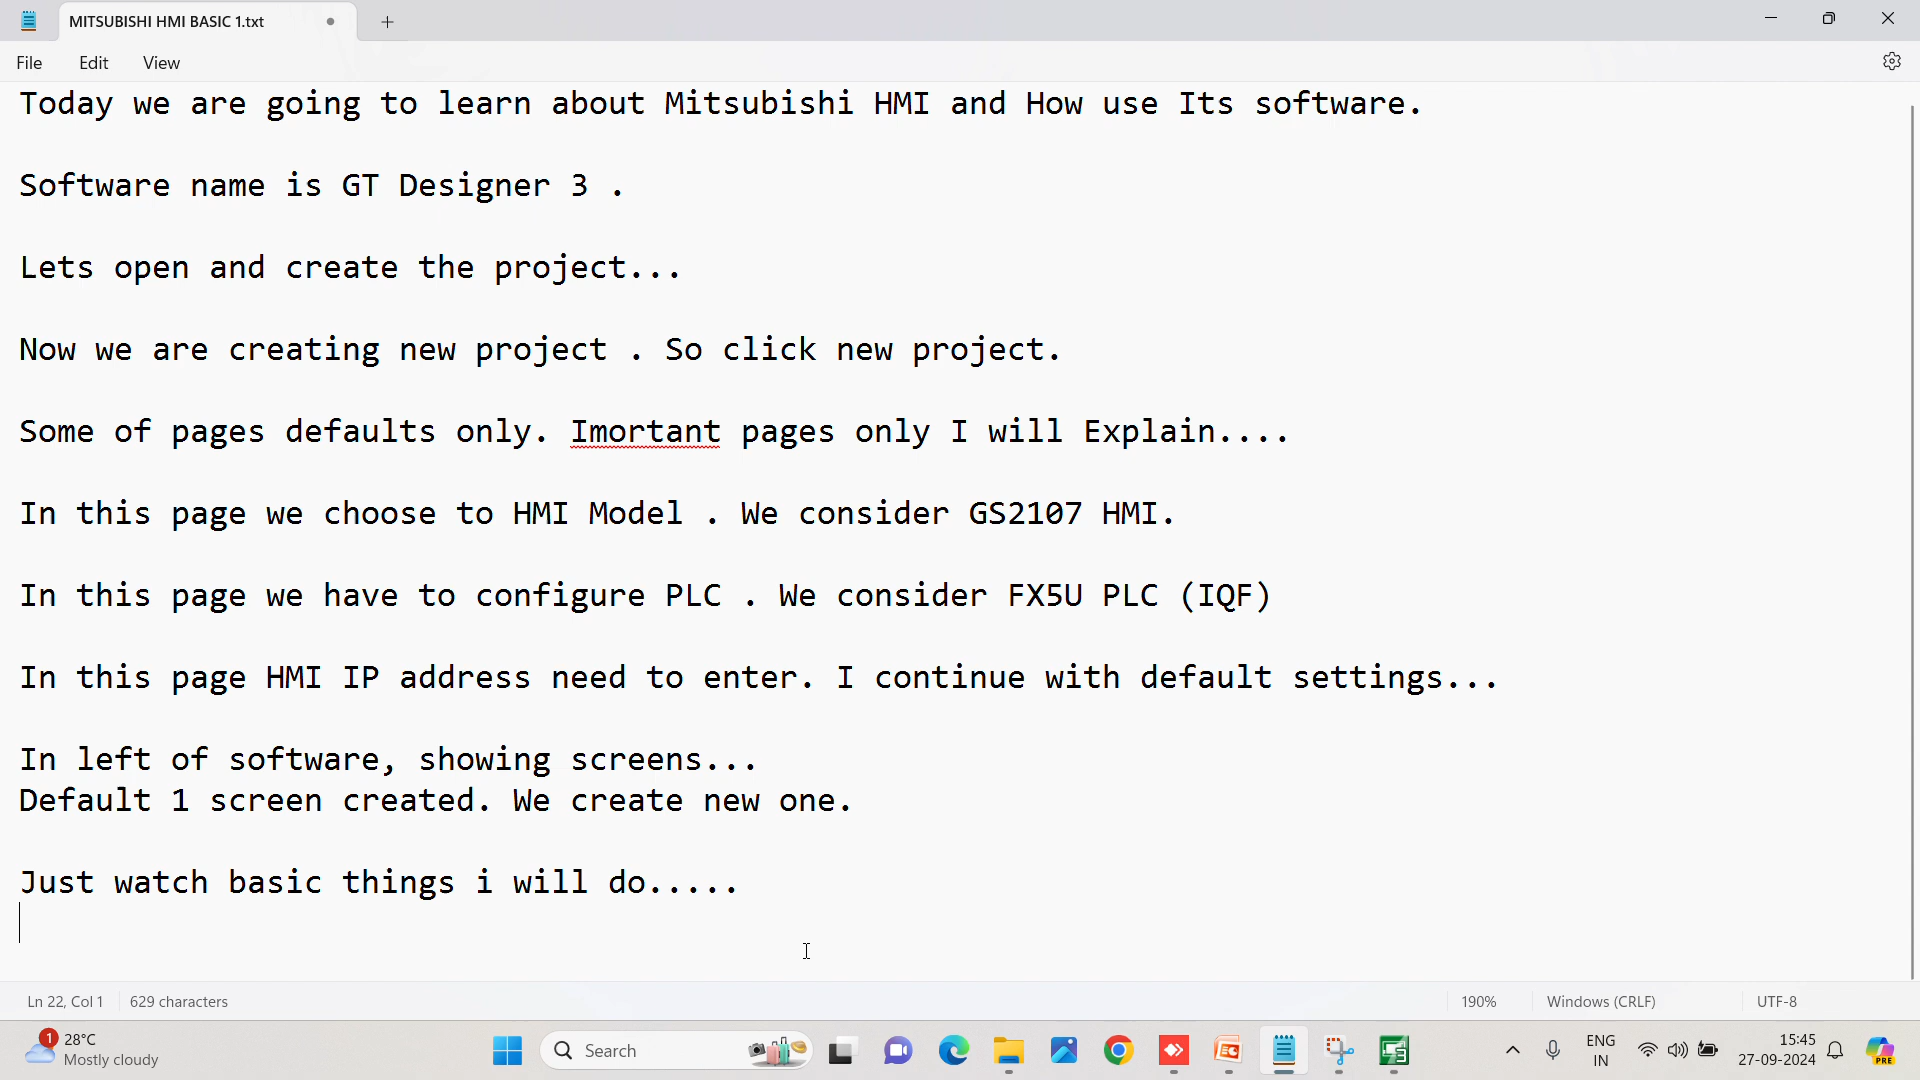 MITSUBISHI HMI BASIC 1.txt
File Edit View
Today we are going to learn about Mitsubishi HMI and How use Its software.
Software name is GT Designer 3 .
Lets open and create the project...
Now we are creating new project . So click new project.
Some of pages defaults only. Imortant pages only I will Explain....
In this page we choose to HMI Model . We consider GS2107 HMI.
In this page we have to configure PLC . We consider FX5U PLC (IQF)
In this page HMI IP address need to enter. I continue with default settings...
In left of software, showing screens...
Default 1 screen created. We create new one.
Just watch basic things i will do.....
Ln 22, Col 1 629 characters 190% Windows (CRLF) UTF-8
1 28°C
Mostly cloudy
Search
EC
3
ENG
IN
15:45
27-09-2024
PRE